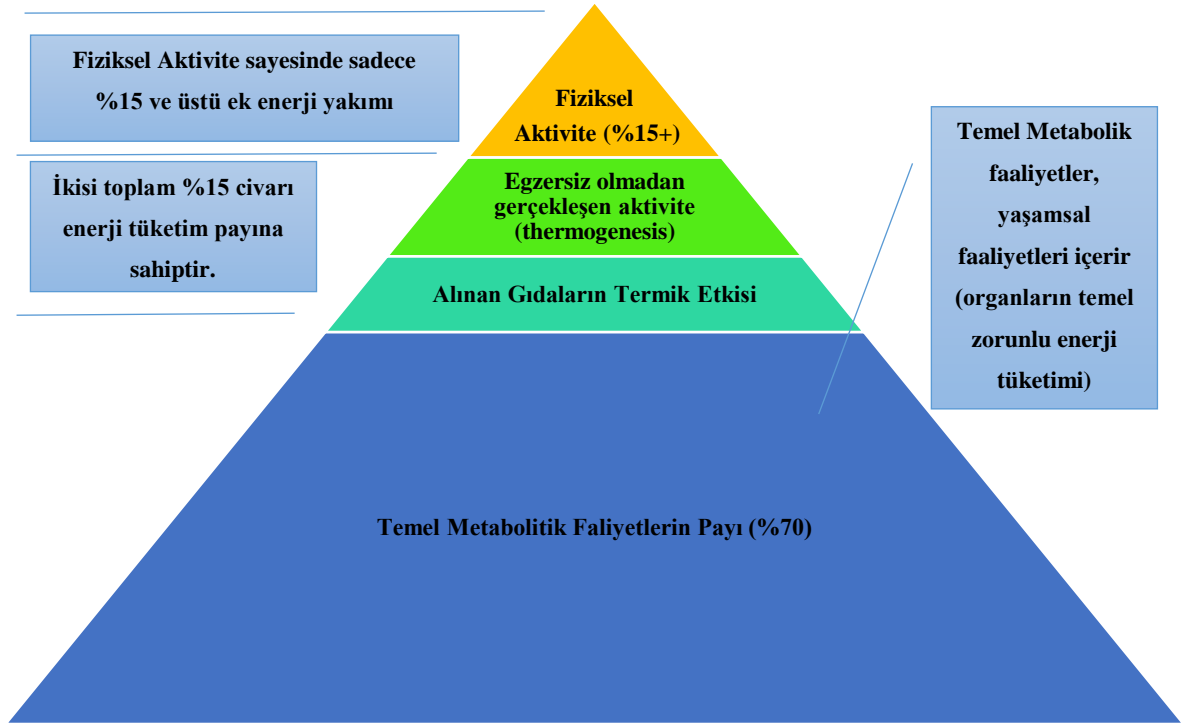 Fiziksel Aktivite sayesinde sadece
%15 ve üstü ek enerji yakımı
İkisi toplam %15 civarı
enerji tüketim payına
sahiptir.
Fiziksel
Aktivite (%15+)
Egzersiz olmadan
gerçekleşen aktivite
(thermogenesis)
Alınan Gıdaların Termik Etkisi
Temel Metabolitik Faliyetlerin Payı (%70)
Temel Metabolik
faaliyetler,
yaşamsal
faaliyetleri içerir
(organların temel
zorunlu enerji
tüketimi)